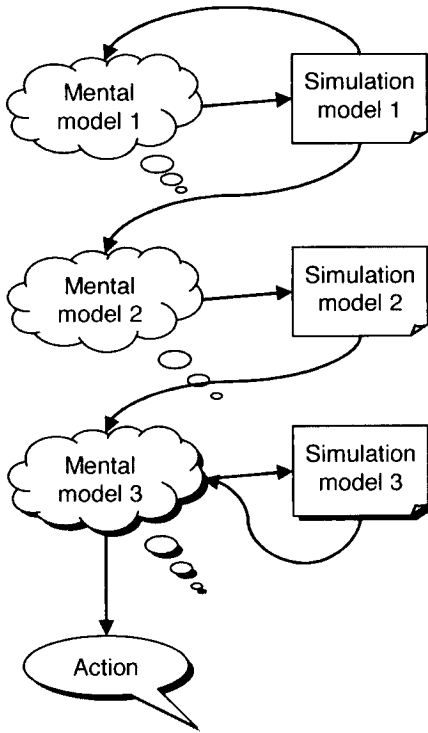 Mental
model 1
Simulation
model 1
Mental
model 2
Simulation
model 2
Mental
model 3
Simulation
model 3
Action